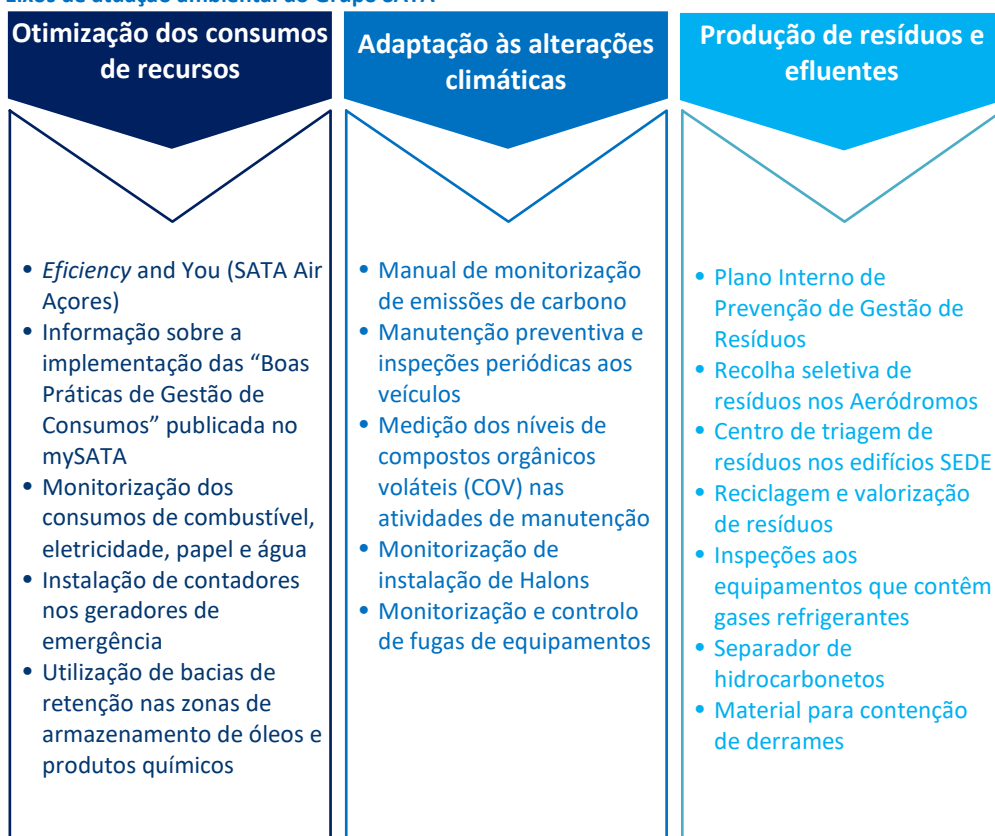 Eixos de atuação ambiental do Grupo SATA
Otimização dos consumos
de recursos
• Eficiency and You (SATA Air
Açores)
• Informação sobre a
implementação das “Boas
Práticas de Gestão de
Consumos” publicada no
mySATA
• Monitorização dos
consumos de combustível,
eletricidade, papel e água
• Instalação de contadores
nos geradores de
emergência
• Utilização de bacias de
retenção nas zonas de
armazenamento de óleos e
produtos químicos
Adaptação às alterações
climáticas
• Manual de monitorização
de emissões de carbono
• Manutenção preventiva e
inspeções periódicas aos
veículos
• Medição dos níveis de
compostos orgânicos
voláteis (COV) nas
atividades de manutenção
• Monitorização de
instalação de Halons
• Monitorização e controlo
de fugas de equipamentos
Produção de resíduos e
efluentes
• Plano Interno de
Prevenção de Gestão de
Resíduos
• Recolha seletiva de
resíduos nos Aeródromos
• Centro de triagem de
resíduos nos edifícios SEDE
• Reciclagem e valorização
de resíduos
• Inspeções aos
equipamentos que contêm
gases refrigerantes
• Separador de
hidrocarbonetos
• Material para contenção
de derrames